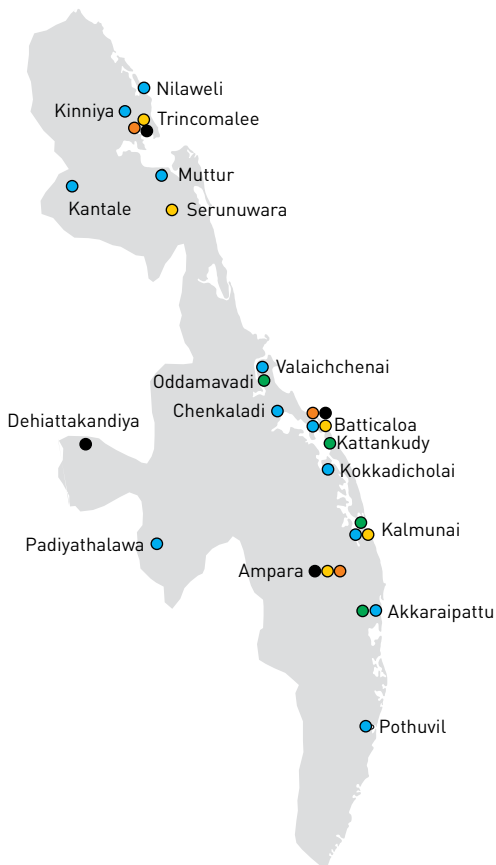 Nilaweli
Kinniya
Trincomalee
Muttur
Kantale
Serunuwara
Valaichchenai
Oddamavadi
Chenkaladi
Dehiattakandiya
Batticaloa
Kattankudy
Kokkadicholai
Kalmunai
Padiyathalawa
Ampara
Akkaraipattu
Pothuvil